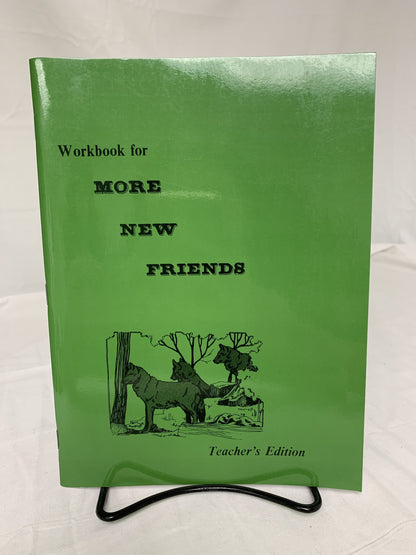 Workbook for
MORE
NEW
FRIENDS
Teacher's Edition